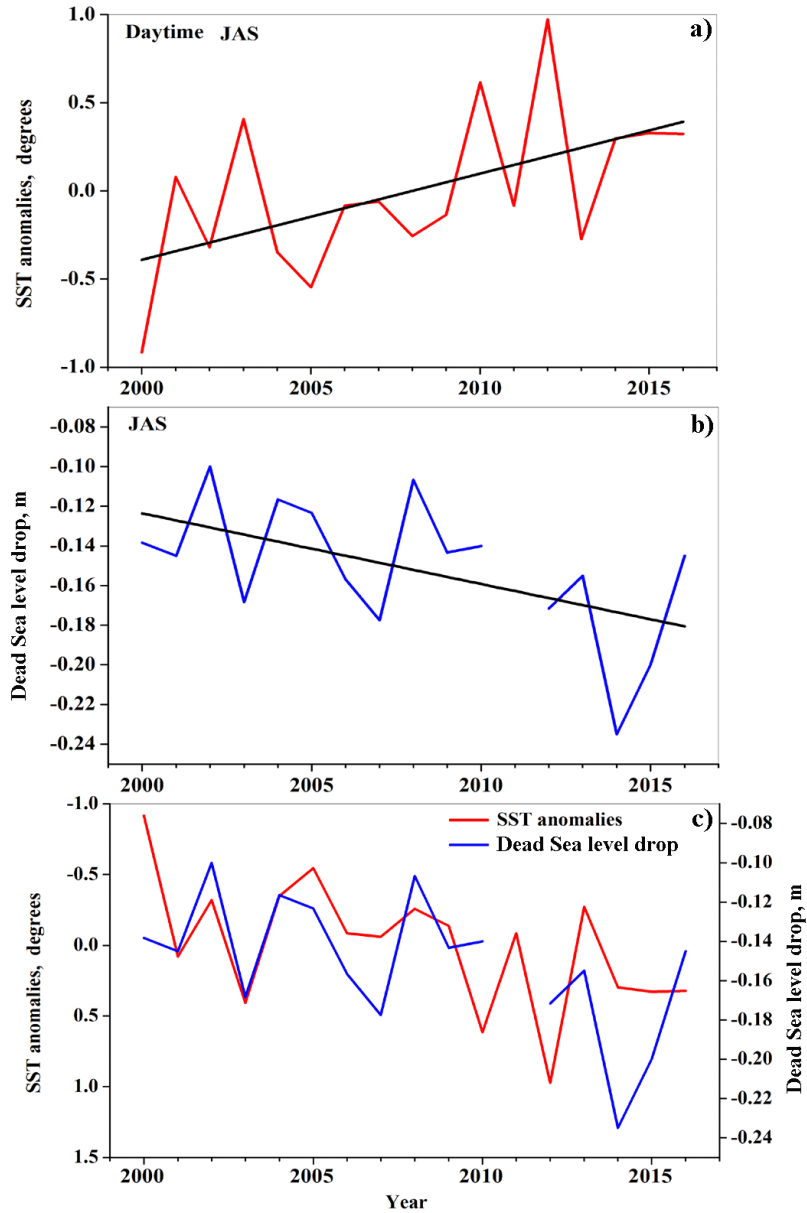 Daytime JAS a)
SST anomalies, degrees
1.0
0.5
0.0
-0.5
-1.0
2000 2005 2010 2015
JAS b)
Dead Sea level drop, m
-0.08
-0.10
-0.12
-0.14
-0.16
-0.18
-0.20
-0.22
-0.24
2000 2005 2010 2015
c)
SST anomalies
Dead Sea level drop
SST anomalies, degrees
-1.0
-0.5
0.0
0.5
1.0
1.5
-0.08
-0.10
-0.12
-0.14
-0.16
-0.18
-0.20
-0.22
-0.24
Dead Sea level drop, m
2000 2005 2010 2015
Year